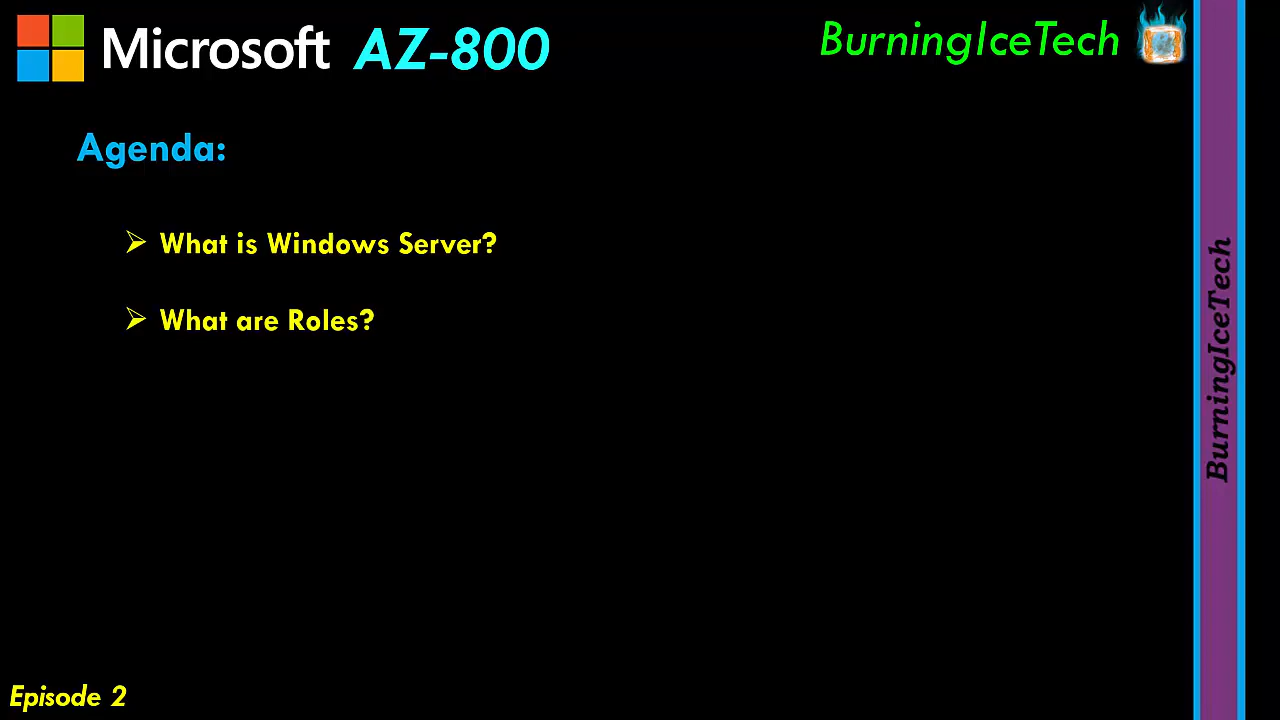 Microsoft AZ-800
BurningIceTech
Agenda:
➢ What is Windows Server?
➢ What are Roles?
BurningIceTech
Episode 2